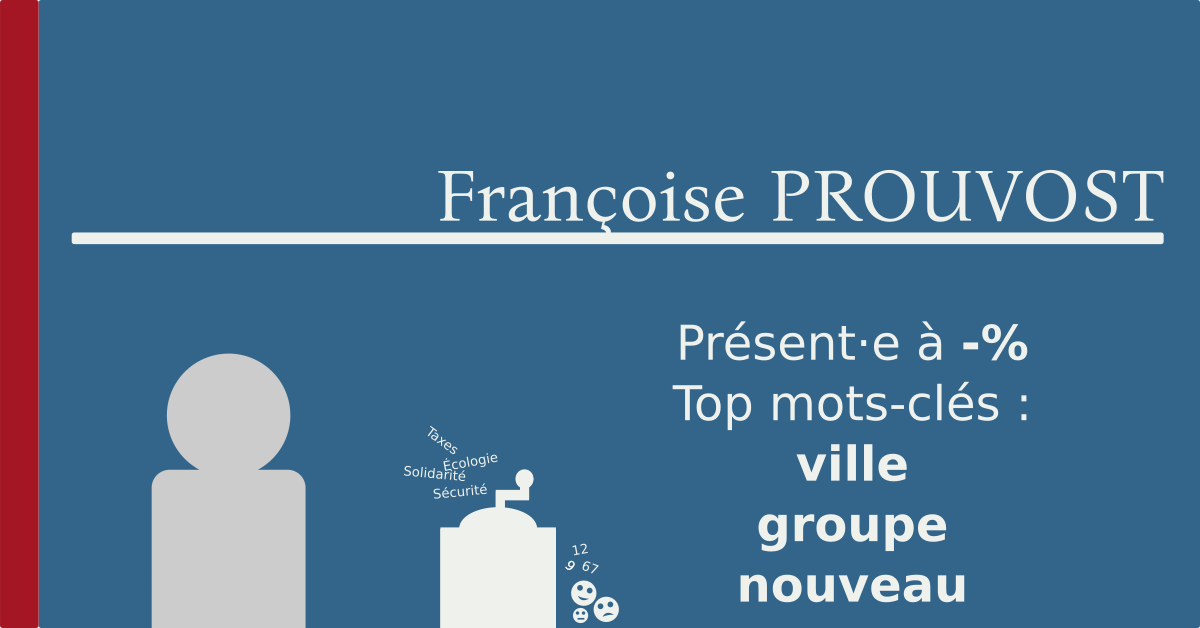 Françoise PROUVOST
Présent·e à -%
Top mots-clés :
ville
groupe
nouveau
Taxes
Écologie
Solidarité
Sécurité
12
9 67